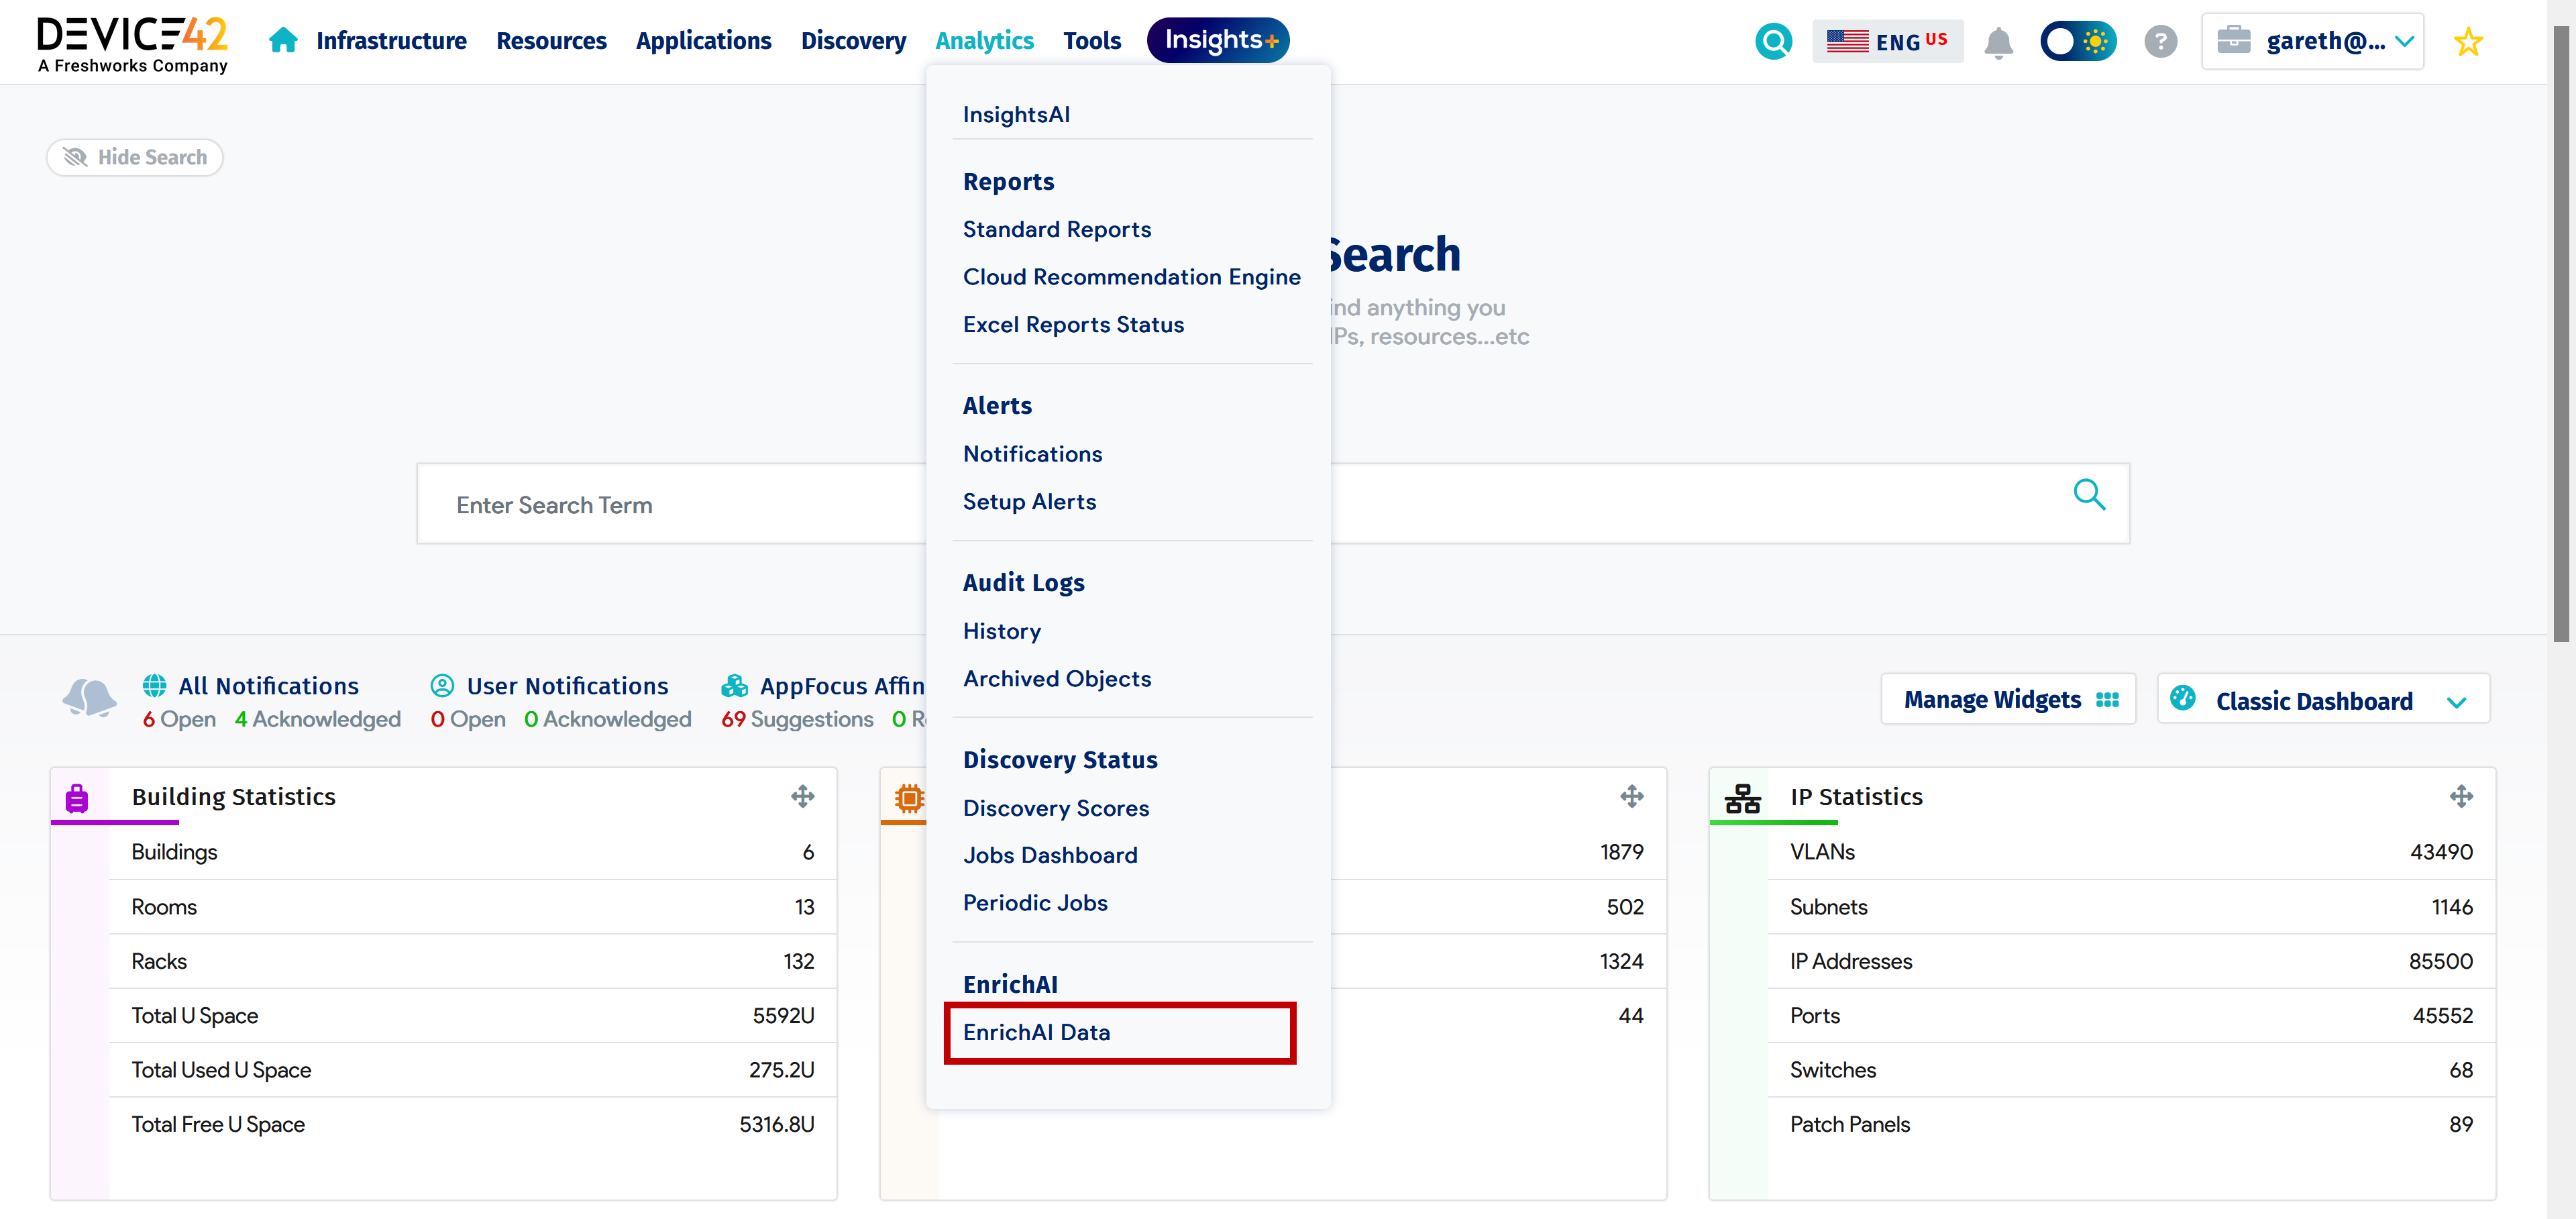 DEVICE42
A Freshworks Company
Infrastructure
Resources
Applications
Discovery
Analytics
Tools
Insights+
ENG US
?
gareth@...
Hide Search
InsightsAI
Reports
Standard Reports
Cloud Recommendation Engine
Excel Reports Status
Alerts
Notifications
Setup Alerts
Audit Logs
History
Archived Objects
Discovery Status
Discovery Scores
Jobs Dashboard
Periodic Jobs
EnrichAI
EnrichAI Data
Search
ind anything you
IPs, resources...etc
Enter Search Term
All Notifications
6 Open 4 Acknowledged
User Notifications
0 Open 0 Acknowledged
AppFocus Affin
69 Suggestions 0 R
Manage Widgets
Classic Dashboard
Building Statistics
Buildings 6
Rooms 13
Racks 132
Total U Space 5592U
Total Used U Space 275.2U
Total Free U Space 5316.8U
1879
502
1324
44
IP Statistics
VLANs 43490
Subnets 1146
IP Addresses 85500
Ports 45552
Switches 68
Patch Panels 89